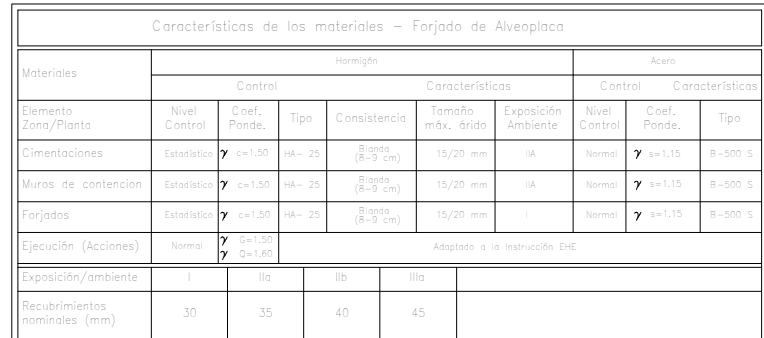 Características de los materiales - Forjado de Alveoplaca
Materiales
Hormigón
Acero
Control
Características
Control
Características
Elemento
Zona/Planta
Nivel
Control
Coef.
Ponde.
Tipo
Consistencia
Tamaño
máx. árido
Exposición
Ambiente
Nivel
Control
Coef.
Ponde.
Tipo
Cimentaciones
Estadístico
γ c=1.50
HA- 25
Blanda
(8-9 cm)
15/20 mm
IIA
Normal
γ s=1.15
B-500 S
Muros de contencion
Estadístico
γ c=1.50
HA- 25
Blanda
(8-9 cm)
15/20 mm
IIA
Normal
γ s=1.15
B-500 S
Forjados
Estadístico
γ c=1.50
HA- 25
Blanda
(8-9 cm)
15/20 mm
I
Normal
γ s=1.15
B-500 S
Ejecución (Acciones)
Normal
γ G=1.50
γ Q=1.60
Adaptado a la Instrucción EHE
Exposición/ambiente
I
IIa
IIb
IIIa
Recubrimientos
nominales (mm)
30
35
40
45